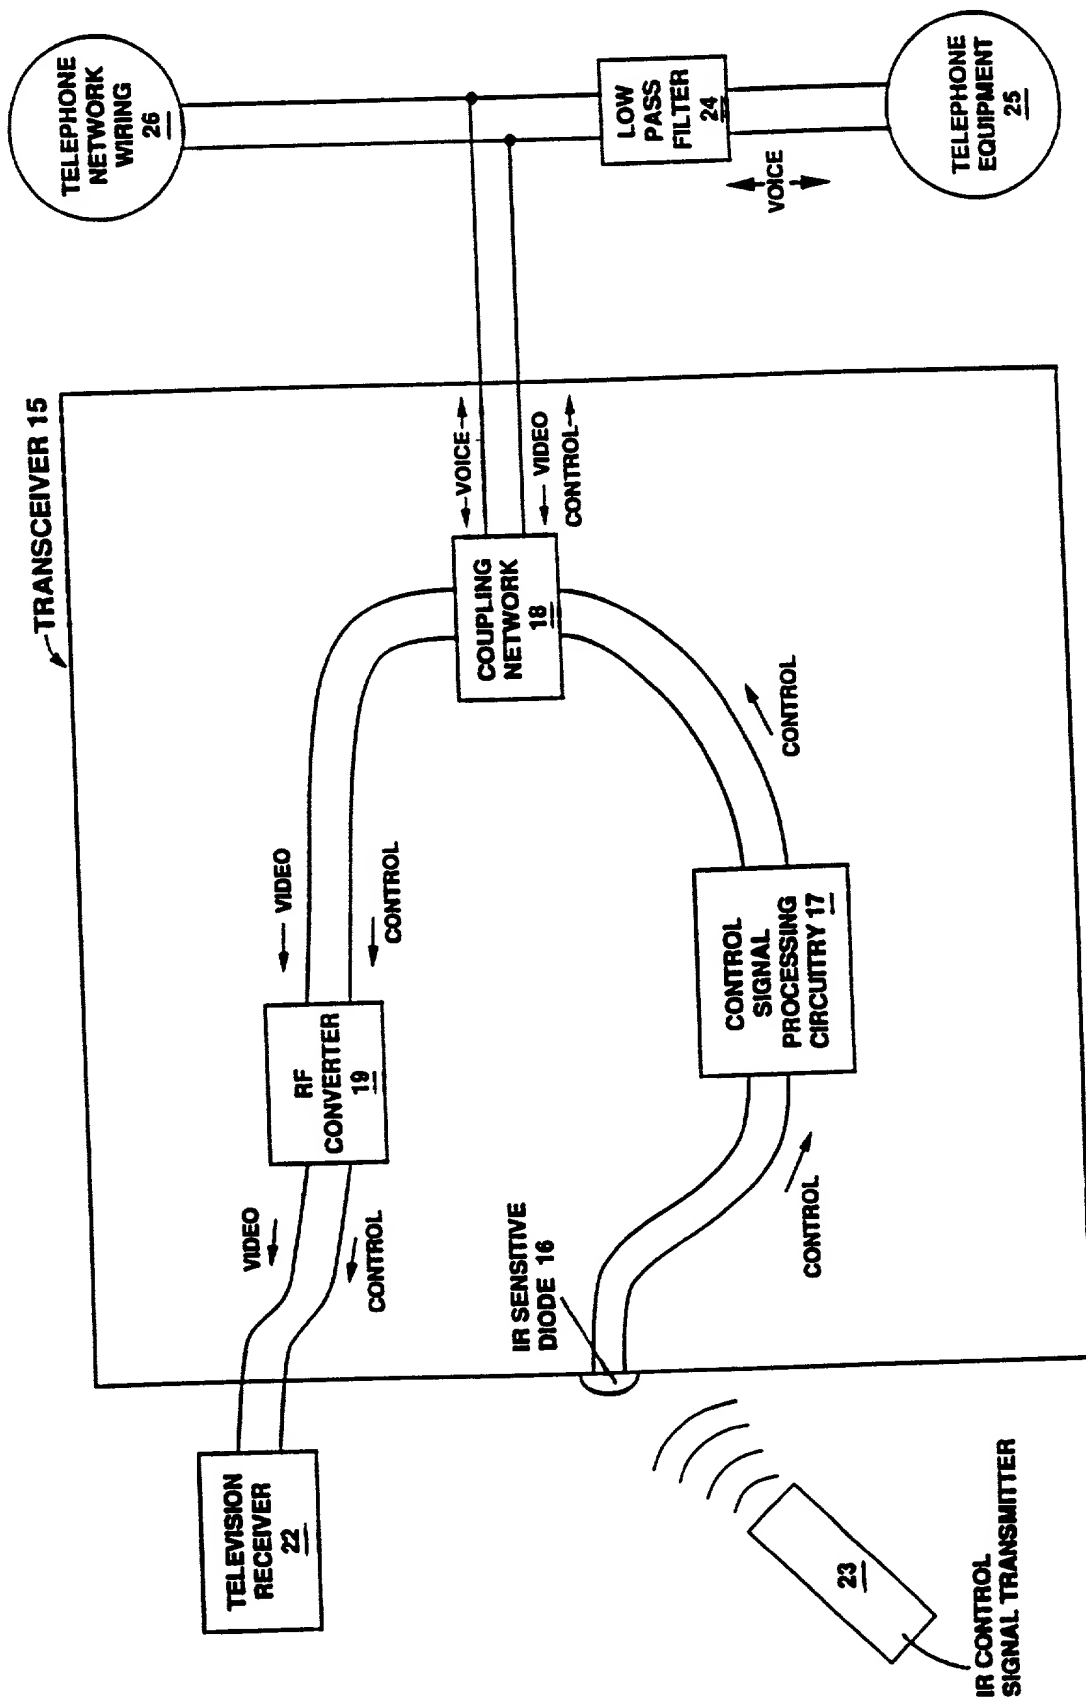 TRANSCEIVER 15
TELEVISION
RECEIVER
22
VIDEO
CONTROL
RF
CONVERTER
19
VIDEO
CONTROL
COUPLING
NETWORK
18
VOICE
VIDEO
CONTROL
TELEPHONE
NETWORK
WIRING
26
LOW
PASS
FILTER
24
VOICE
TELEPHONE
EQUIPMENT
25
IR SENSITIVE
DIODE 16
CONTROL
CONTROL
SIGNAL
PROCESSING
CIRCUITRY 17
CONTROL
23
IR CONTROL
SIGNAL TRANSMITTER